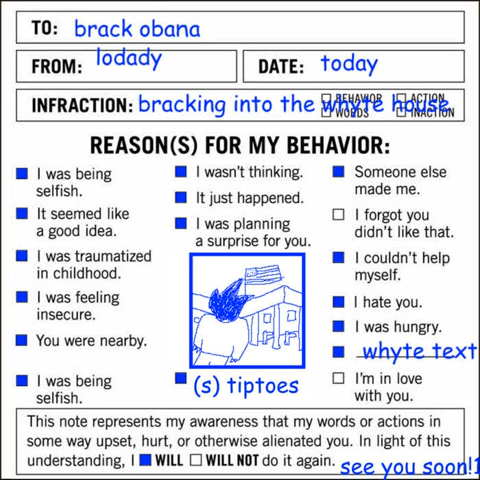 TO: brack obana
FROM: lodady
DATE: today
INFRACTION: bracking into the whyte house
BEHAVIOR ACTION
WORDS INACTION
REASON(S) FOR MY BEHAVIOR:
I was being
selfish.
It seemed like
a good idea.
I was traumatized
in childhood.
I was feeling
insecure.
You were nearby.
I was being
selfish.
I wasn't thinking.
It just happened.
I was planning
a surprise for you.
(s) tiptoes
Someone else
made me.
I forgot you
didn't like that.
I couldn't help
myself.
I hate you.
I was hungry.
whyte text
I'm in love
with you.
This note represents my awareness that my words or actions in
some way upset, hurt, or otherwise alienated you. In light of this
understanding, I WILL WILL NOT do it again. see you soon!1